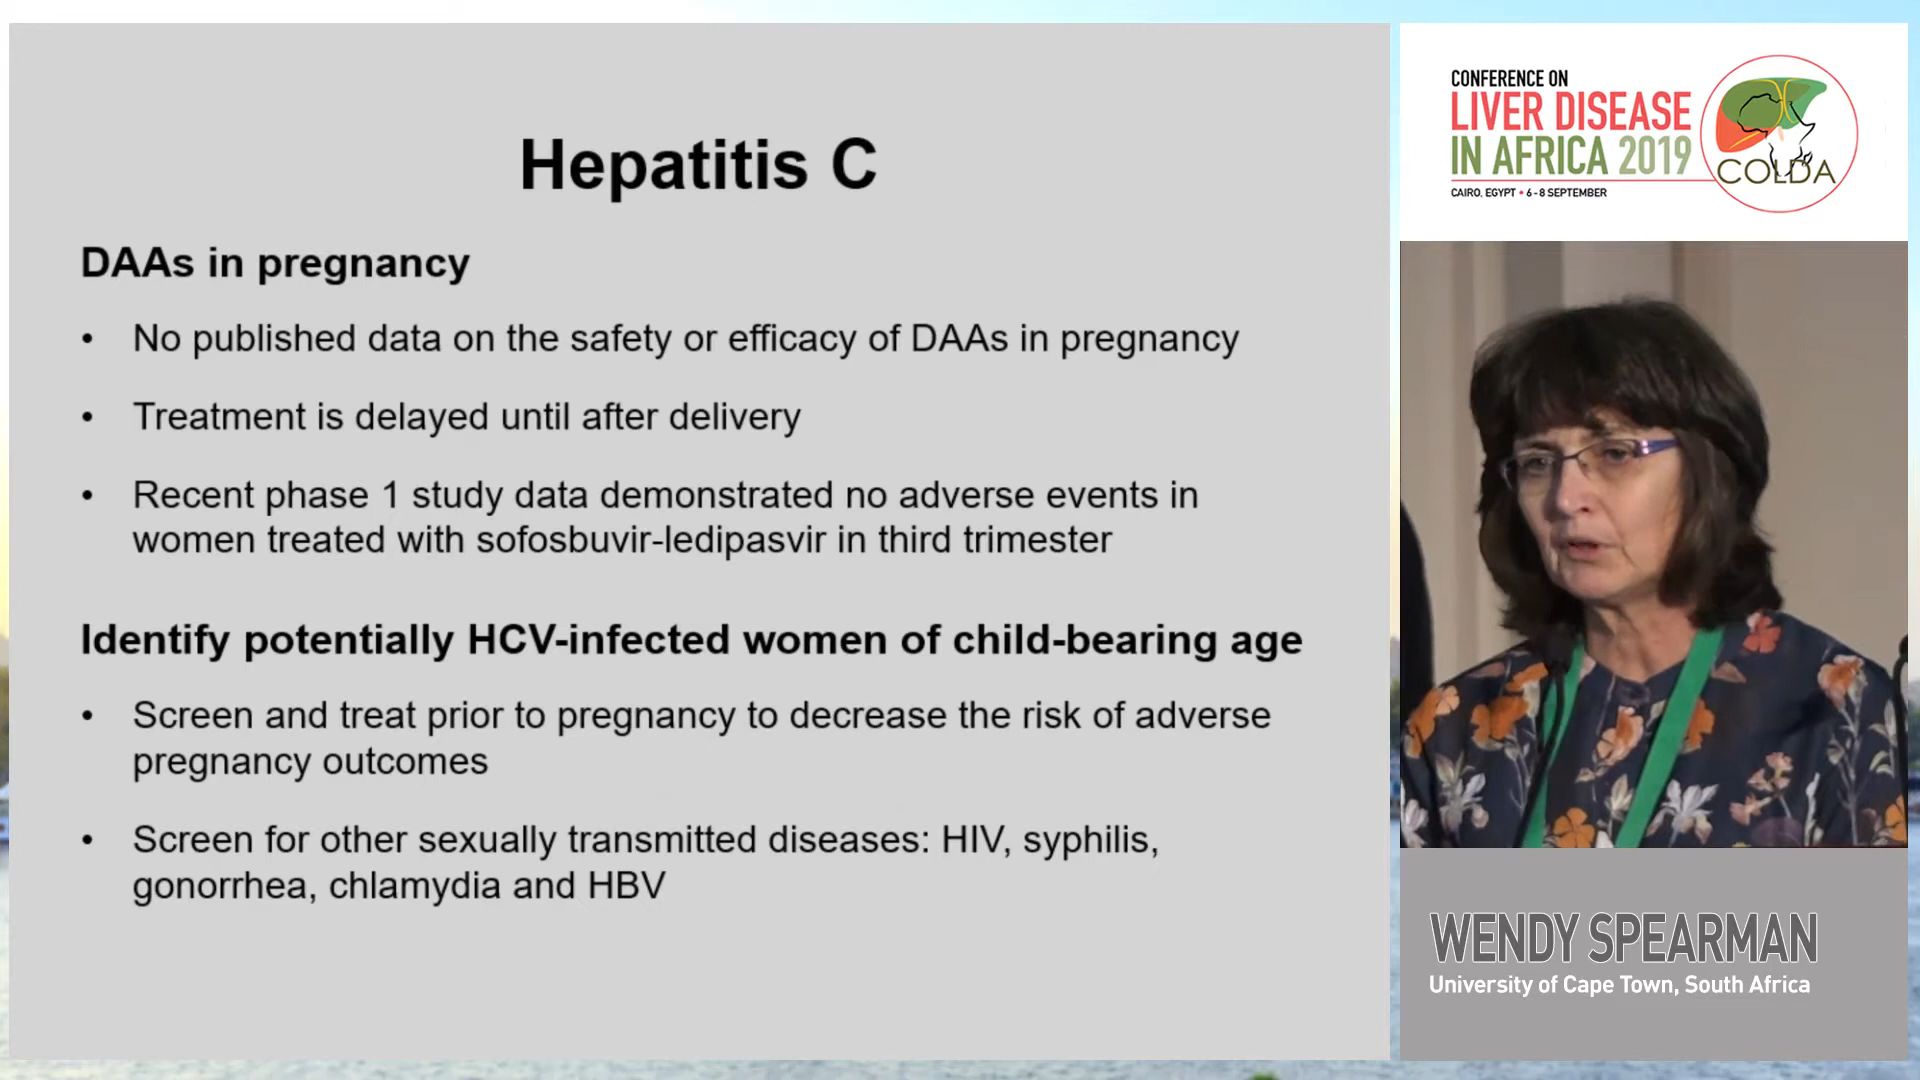 Hepatitis C
DAAs in pregnancy
• No published data on the safety or efficacy of DAAs in pregnancy
• Treatment is delayed until after delivery
• Recent phase 1 study data demonstrated no adverse events in
women treated with sofosbuvir-ledipasvir in third trimester
Identify potentially HCV-infected women of child-bearing age
• Screen and treat prior to pregnancy to decrease the risk of adverse
pregnancy outcomes
• Screen for other sexually transmitted diseases: HIV, syphilis,
gonorrhea, chlamydia and HBV
CONFERENCE ON
LIVER DISEASE
IN AFRICA 2019
CAIRO, EGYPT • 6 - 8 SEPTEMBER
COLDA
WENDY SPEARMAN
University of Cape Town, South Africa